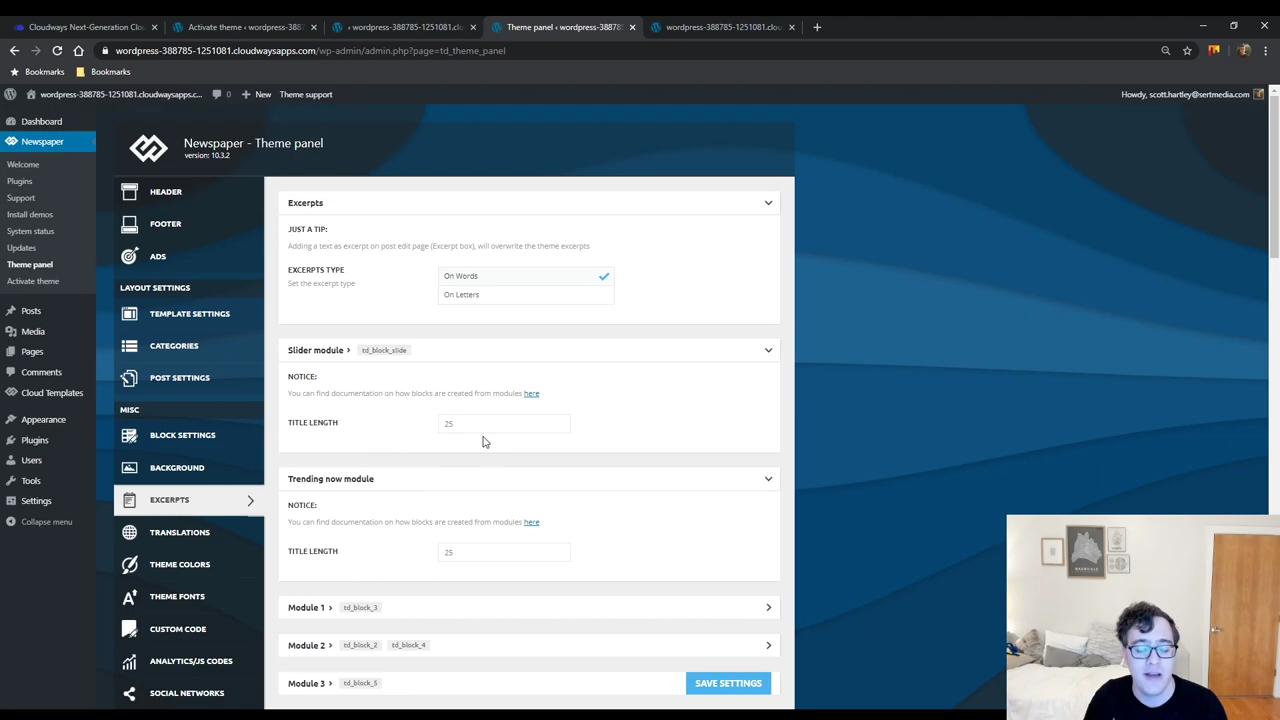 Cloudways Next-Generation Clo
Activate theme ‹ wordpress-3887
‹ wordpress-388785-1251081.clo
Theme panel ‹ wordpress-388785
wordpress-388785-1251081.cloud
wordpress-388785-1251081.cloudwaysapps.com/wp-admin/admin.php?page=td_theme_panel
Bookmarks
Bookmarks
wordpress-388785-1251081.cloudwaysapps.c
0
New
Theme support
Howdy, scott.hartley@sertmedia.com
Dashboard
Newspaper
Welcome
Plugins
Support
Install demos
System status
Updates
Theme panel
Activate theme
Posts
Media
Pages
Comments
Cloud Templates
Appearance
Plugins
Users
Tools
Settings
Collapse menu
Newspaper - Theme panel
version: 10.3.2
HEADER
FOOTER
ADS
LAYOUT SETTINGS
TEMPLATE SETTINGS
CATEGORIES
POST SETTINGS
MISC
BLOCK SETTINGS
BACKGROUND
EXCERPTS
TRANSLATIONS
THEME COLORS
THEME FONTS
CUSTOM CODE
ANALYTICS/JS CODES
SOCIAL NETWORKS
Excerpts
JUST A TIP:
Adding a text as excerpt on post edit page (Excerpt box), will overwrite the theme excerpts
EXCERPTS TYPE
Set the excerpt type
On Words
On Letters
Slider module
td_block_slide
NOTICE:
You can find documentation on how blocks are created from modules here
TITLE LENGTH
25
Trending now module
NOTICE:
You can find documentation on how blocks are created from modules here
TITLE LENGTH
25
Module 1
td_block_3
Module 2
td_block_2
td_block_4
Module 3
td_block_5
SAVE SETTINGS